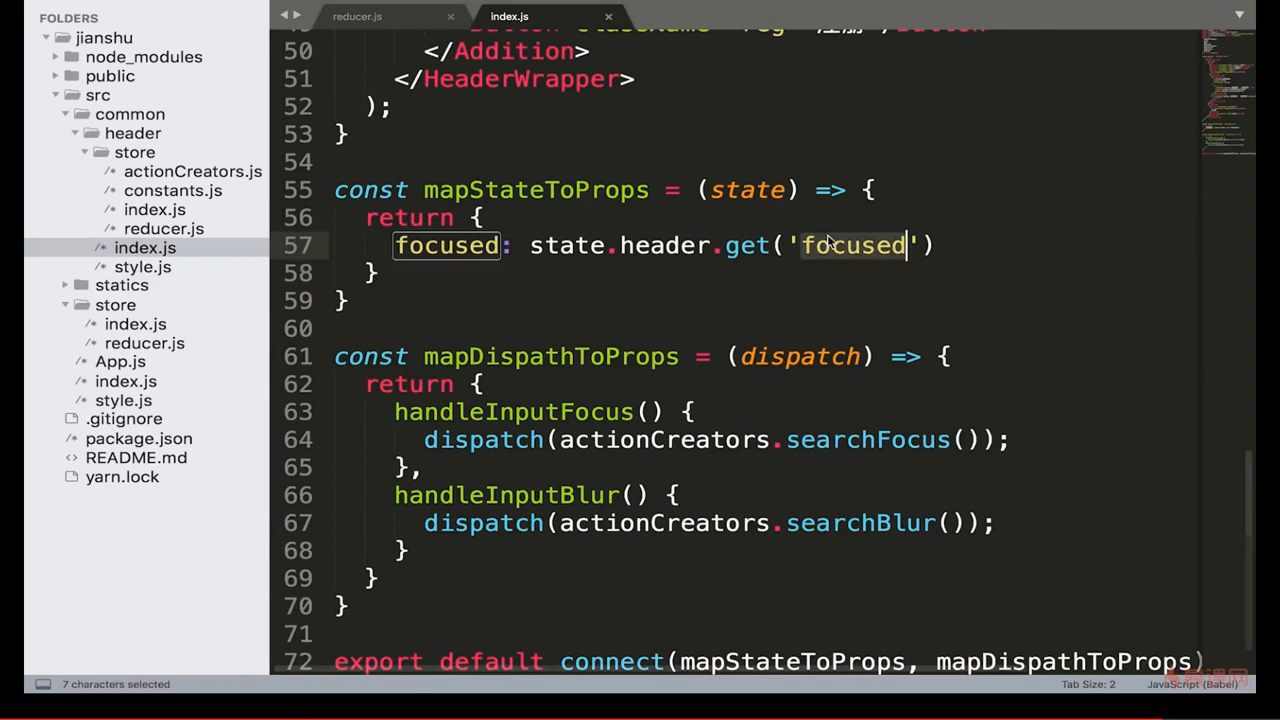 FOLDERS
jianshu
node_modules
public
src
common
header
store
actionCreators.js
constants.js
index.js
reducer.js
index.js
style.js
statics
store
index.js
reducer.js
App.js
index.js
style.js
.gitignore
package.json
README.md
yarn.lock
reducer.js
index.js
50 </Addition>
51 </HeaderWrapper>
52 );
53 }
54
55 const mapStateToProps = (state) => {
56 return {
57 focused: state.header.get('focused')
58 }
59 }
60
61 const mapDispathToProps = (dispatch) => {
62 return {
63 handleInputFocus() {
64 dispatch(actionCreators.searchFocus());
65 },
66 handleInputBlur() {
67 dispatch(actionCreators.searchBlur());
68 }
69 }
70 }
71
72 export default connect(mapStateToProps, mapDispathToProps)
7 characters selected
Tab Size: 2
JavaScript (Babel)
慕课网